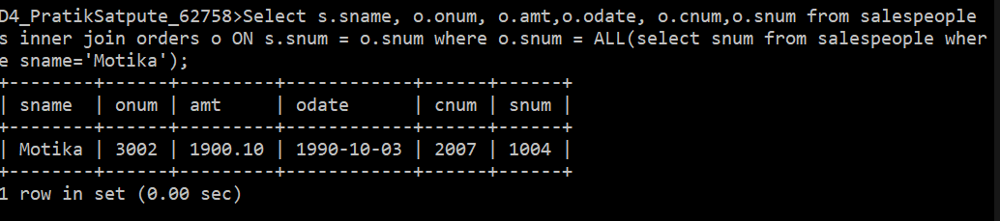 D4_PratikSatpute_62758>Select s.sname, o.onum, o.amt,o.odate, o.cnum,o.snum from salespeople
s inner join orders o ON s.snum = o.snum where o.snum = ALL(select snum from salespeople wher
e sname='Motika');
+--------+------+---------+------------+------+------+
| sname  | onum | amt     | odate      | cnum | snum |
+--------+------+---------+------------+------+------+
| Motika | 3002 | 1900.10 | 1990-10-03 | 2007 | 1004 |
+--------+------+---------+------------+------+------+
1 row in set (0.00 sec)